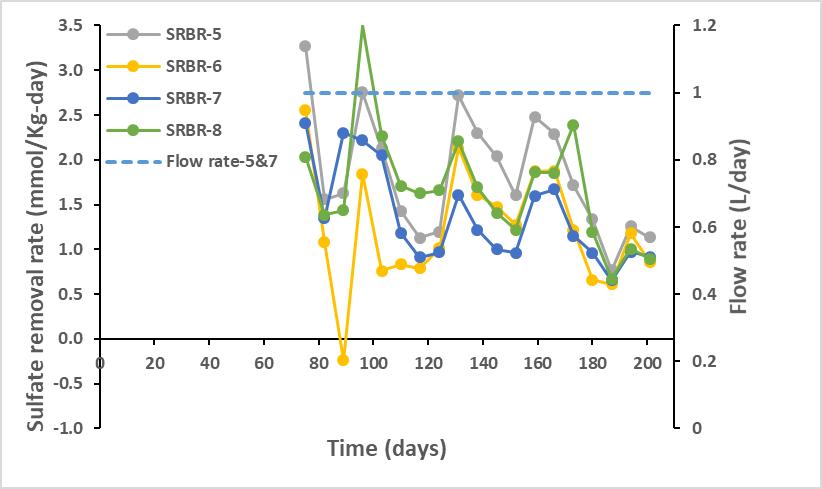 3.5
3.0
2.5
2.0
1.5
1.0
0.5
0.0
-0.5
-1.0
Sulfate removal rate (mmol/Kg-day)
SRBR-5
SRBR-6
SRBR-7
SRBR-8
Flow rate-5&7
0 20 40 60 80 100 120 140 160 180 200
Time (days)
1.2
1
0.8
0.6
0.4
0.2
0
Flow rate (L/day)